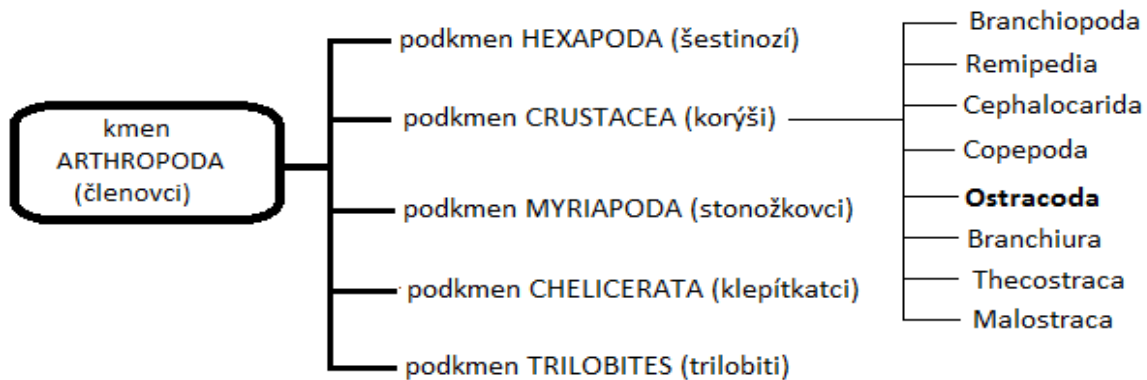 kmen
ARTHROPODA
(členovci)
podkmen HEXAPODA (šestinozí)
podkmen CRUSTACEA (korýši)
podkmen MYRIAPODA (stonožkovci)
podkmen CHELICERATA (klepítkatci)
podkmen TRILOBITES (trilobiti)
Branchiopoda
Remipedia
Cephalocarida
Copepoda
Ostracoda
Branchiura
Thecostraca
Malostraca